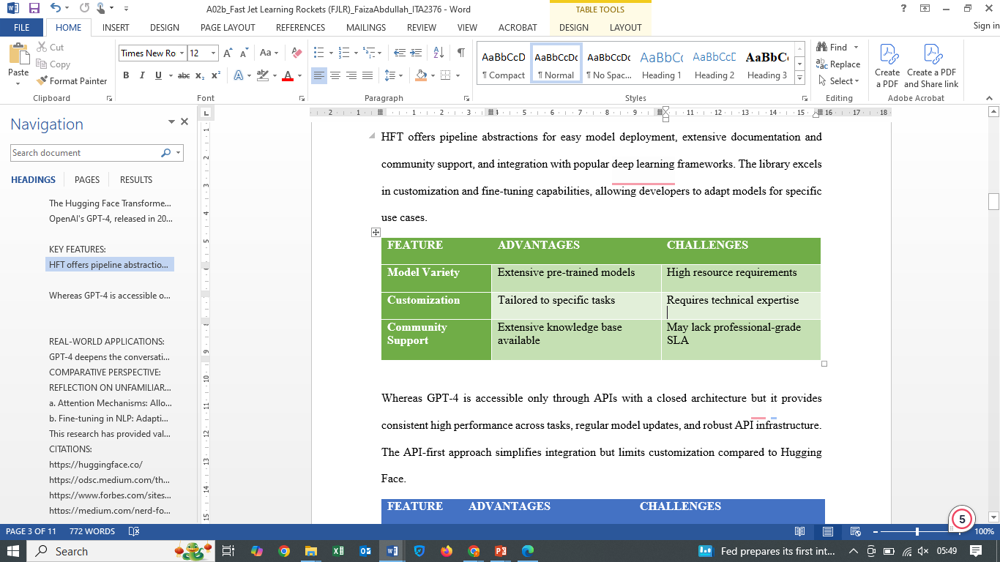 A02b_Fast Jet Learning Rockets (FJLR)_FaizaAbdullah_ITA2376 - Word
TABLE TOOLS
FILE
HOME
INSERT
DESIGN
PAGE LAYOUT
REFERENCES
MAILINGS
REVIEW
VIEW
ACROBAT
DESIGN
LAYOUT
Sign in
Paste
Cut
Copy
Format Painter
Clipboard
Times New Ro
12
Font
Paragraph
AaBbCcD
¶ Compact
AaBbCcDc
¶ Normal
AaBbCcDc
¶ No Spac...
AaBbC
Heading 1
AaBbCcE
Heading 2
AaBbC
Heading 3
Styles
Find
Replace
Select
Editing
Create a PDF
Create a PDF and Share link
Adobe Acrobat
Navigation
Search document
HEADINGS
PAGES
RESULTS
The Hugging Face Transforme...
OpenAI's GPT-4, released in 20...
KEY FEATURES:
HFT offers pipeline abstractio...
Whereas GPT-4 is accessible o...
REAL-WORLD APPLICATIONS:
GPT-4 deepens the conversati...
COMPARATIVE PERSPECTIVE:
REFLECTION ON UNFAMILIAR...
a. Attention Mechanisms: Allo...
b. Fine-tuning in NLP: Adapti...
This research has provided val...
CITATIONS:
https://huggingface.co/
https://odsc.medium.com/th...
https://www.forbes.com/sites...
https://medium.com/nerd-fo...
HFT offers pipeline abstractions for easy model deployment, extensive documentation and
community support, and integration with popular deep learning frameworks. The library excels
in customization and fine-tuning capabilities, allowing developers to adapt models for specific
use cases.
FEATURE ADVANTAGES CHALLENGES
Model Variety Extensive pre-trained models High resource requirements
Customization Tailored to specific tasks Requires technical expertise
Community Support Extensive knowledge base available May lack professional-grade SLA
Whereas GPT-4 is accessible only through APIs with a closed architecture but it provides
consistent high performance across tasks, regular model updates, and robust API infrastructure.
The API-first approach simplifies integration but limits customization compared to Hugging
Face.
FEATURE ADVANTAGES CHALLENGES
5
PAGE 3 OF 11
772 WORDS
100%
Search
Fed prepares its first int...
05:49